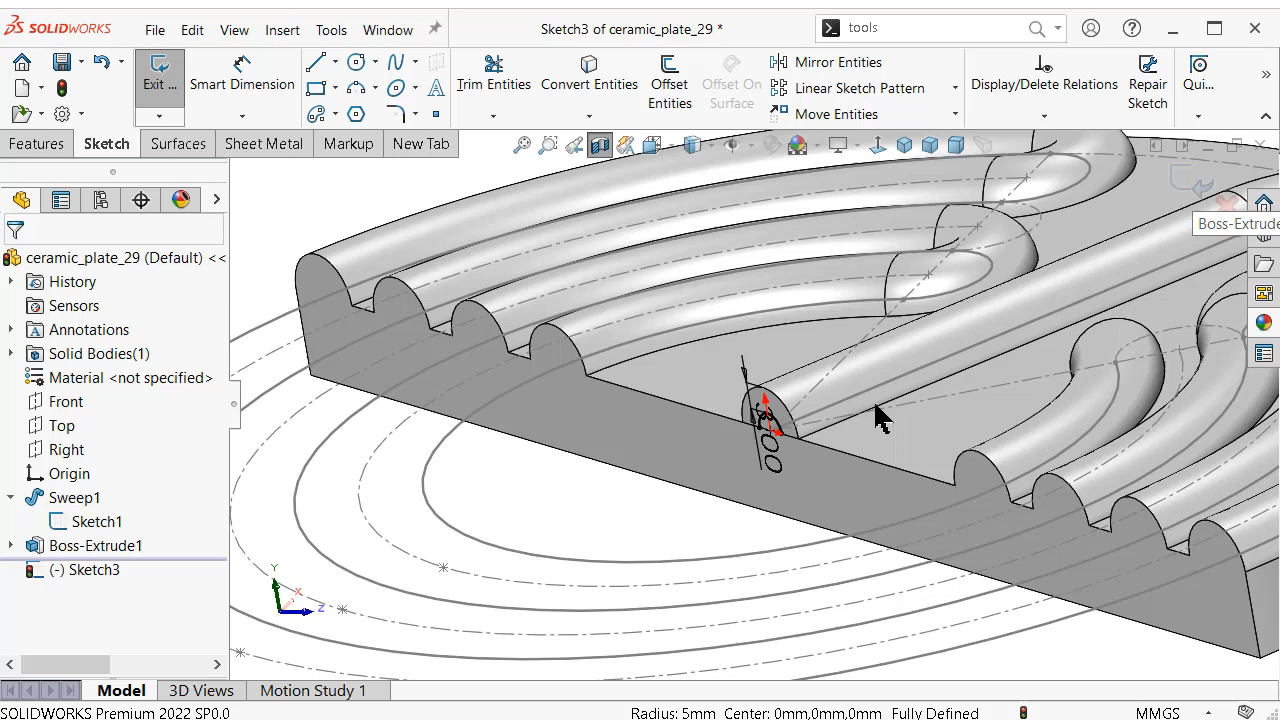 SOLIDWORKS File Edit View Insert Tools Window Sketch3 of ceramic_plate_29 * tools
Exit ... Smart Dimension Trim Entities Convert Entities Offset Entities Offset On Surface Mirror Entities Linear Sketch Pattern Move Entities Display/Delete Relations Repair Sketch Qui... »
Features Sketch Surfaces Sheet Metal Markup New Tab
Boss-Extrude
ceramic_plate_29 (Default) <<
History
Sensors
Annotations
Solid Bodies(1)
Material <not specified>
Front
Top
Right
Origin
Sweep1
Sketch1
Boss-Extrude1
(-) Sketch3
Y
X
Z
Model 3D Views Motion Study 1
SOLIDWORKS Premium 2022 SP0.0 Radius: 5mm Center: 0mm,0mm,0mm Fully Defined MMGS